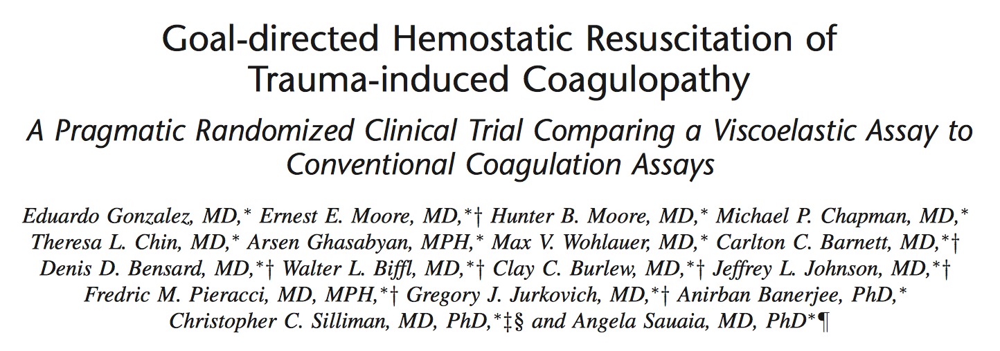 Goal-directed Hemostatic Resuscitation of
Trauma-induced Coagulopathy
A Pragmatic Randomized Clinical Trial Comparing a Viscoelastic Assay to
Conventional Coagulation Assays
Eduardo Gonzalez, MD,∗ Ernest E. Moore, MD,∗† Hunter B. Moore, MD,∗ Michael P. Chapman, MD,∗
Theresa L. Chin, MD,∗ Arsen Ghasabyan, MPH,∗ Max V. Wohlauer, MD,∗ Carlton C. Barnett, MD,∗†
Denis D. Bensard, MD,∗† Walter L. Biffl, MD,∗† Clay C. Burlew, MD,∗† Jeffrey L. Johnson, MD,∗†
Fredric M. Pieracci, MD, MPH,∗† Gregory J. Jurkovich, MD,∗† Anirban Banerjee, PhD,∗
Christopher C. Silliman, MD, PhD,∗‡§ and Angela Sauaia, MD, PhD∗¶